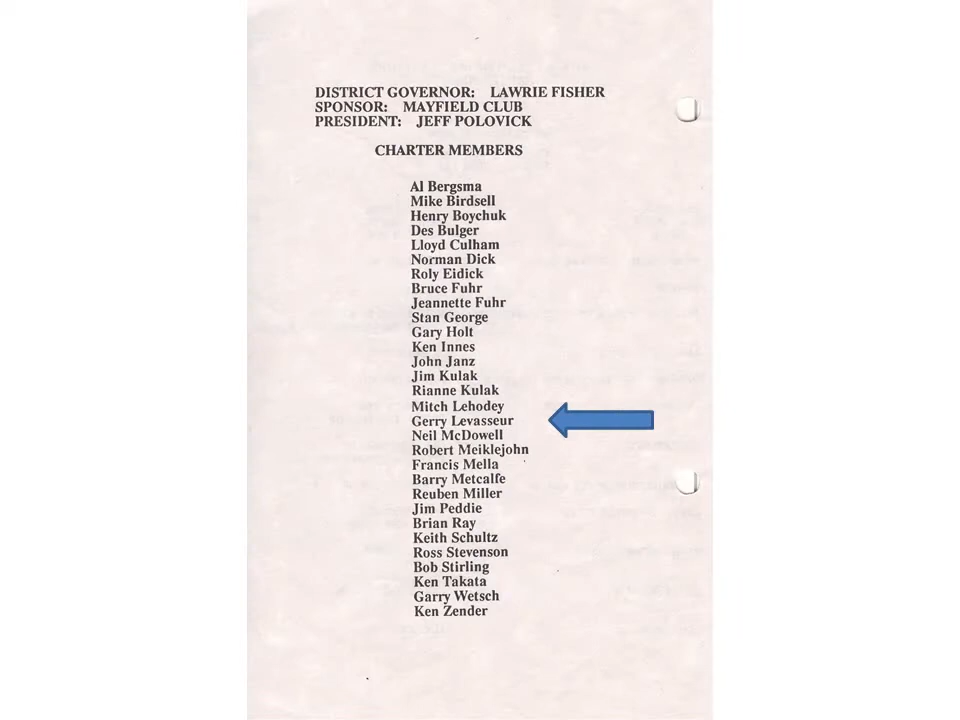 DISTRICT GOVERNOR: LAWRIE FISHER
SPONSOR: MAYFIELD CLUB
PRESIDENT: JEFF POLOVICK
CHARTER MEMBERS
Al Bergsma
Mike Birdsell
Henry Boychuk
Des Bulger
Lloyd Culham
Norman Dick
Roly Eidick
Bruce Fuhr
Jeannette Fuhr
Stan George
Gary Holt
Ken Innes
John Janz
Jim Kulak
Rianne Kulak
Mitch Lehodey
Gerry Levasseur
Neil McDowell
Robert Meiklejohn
Francis Mella
Barry Metcalfe
Reuben Miller
Jim Peddie
Brian Ray
Keith Schultz
Ross Stevenson
Bob Stirling
Ken Takata
Garry Wetsch
Ken Zender